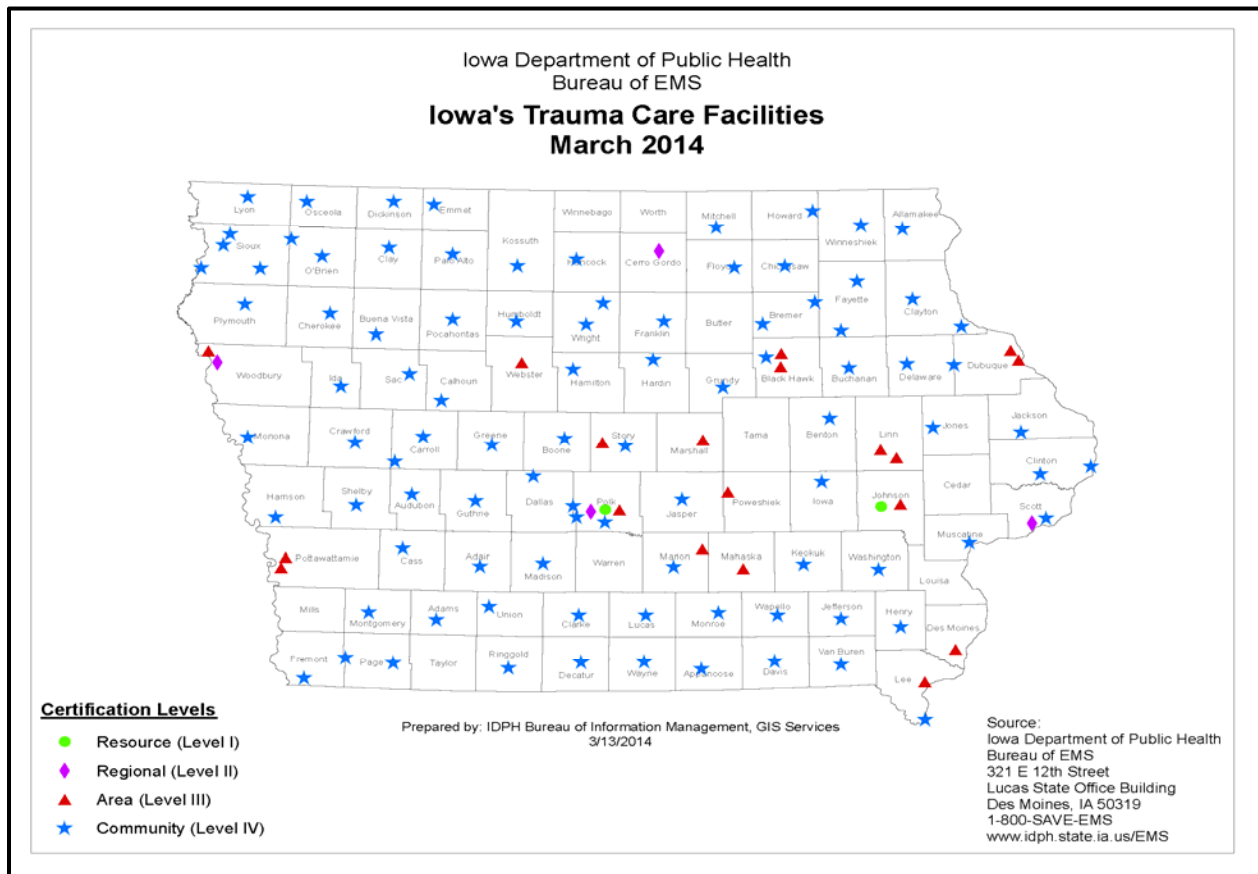 Iowa Department of Public Health
Bureau of EMS
Iowa's Trauma Care Facilities
March 2014
Lyon
Osceola
Dickinson
Emmet
Kossuth
Winnebago
Worth
Mitchell
Howard
Winneshiek
Allamakee
Sioux
O'Brien
Clay
Palo Alto
Hancock
Cerro Gordo
Floyd
Chickasaw
Fayette
Clayton
Plymouth
Cherokee
Buena Vista
Pocahontas
Humboldt
Wright
Franklin
Butler
Bremer
Woodbury
Ida
Sac
Calhoun
Webster
Hamilton
Hardin
Grundy
Black Hawk
Buchanan
Delaware
Dubuque
Monona
Crawford
Carroll
Greene
Boone
Story
Marshall
Tama
Benton
Linn
Jones
Jackson
Clinton
Harrison
Shelby
Audubon
Guthrie
Dallas
Polk
Jasper
Poweshiek
Iowa
Johnson
Cedar
Scott
Muscatine
Pottawattamie
Cass
Adair
Madison
Warren
Marion
Mahaska
Keokuk
Washington
Louisa
Mills
Montgomery
Adams
Union
Clarke
Lucas
Monroe
Wapello
Jefferson
Henry
Des Moines
Fremont
Page
Taylor
Ringgold
Decatur
Wayne
Appanoose
Davis
Van Buren
Lee
Certification Levels
Resource (Level I)
Regional (Level II)
Area (Level III)
Community (Level IV)
Prepared by: IDPH Bureau of Information Management, GIS Services
3/13/2014
Source:
Iowa Department of Public Health
Bureau of EMS
321 E 12th Street
Lucas State Office Building
Des Moines, IA 50319
1-800-SAVE-EMS
www.idph.state.ia.us/EMS